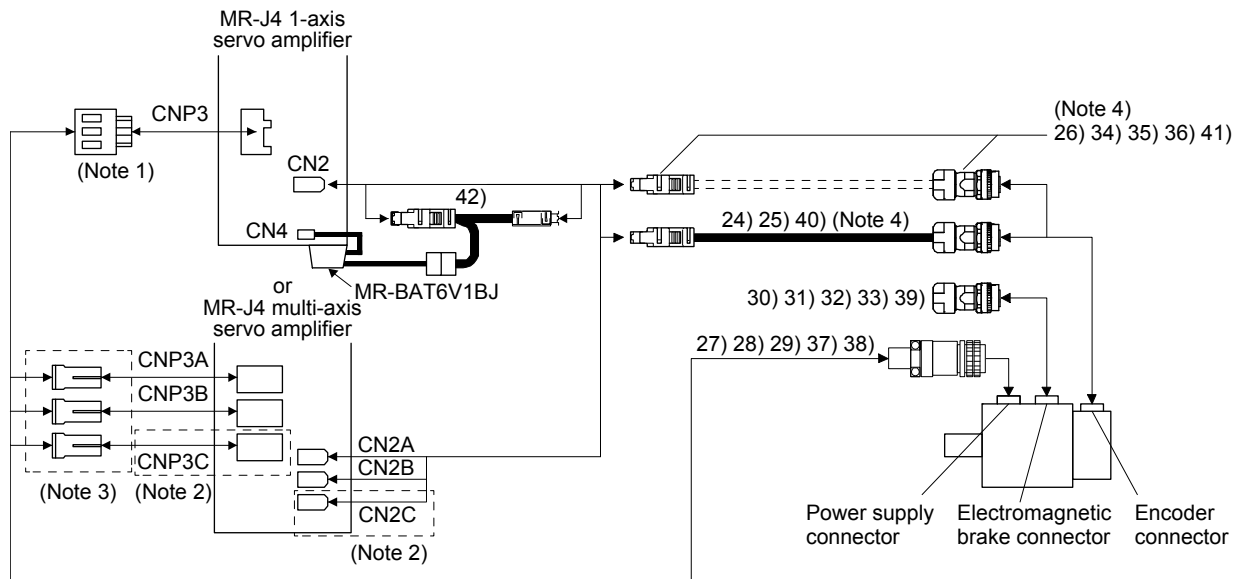 MR-J4 1-axis
servo amplifier
CNP3
(Note 1)
CN2
CN4
42)
MR-BAT6V1BJ
(Note 4)
26) 34) 35) 36) 41)
24) 25) 40) (Note 4)
30) 31) 32) 33) 39)
27) 28) 29) 37) 38)
or
MR-J4 multi-axis
servo amplifier
CNP3A
CNP3B
CNP3C
(Note 3)
(Note 2)
CN2A
CN2B
CN2C
(Note 2)
Power supply
connector
Electromagnetic
brake connector
Encoder
connector